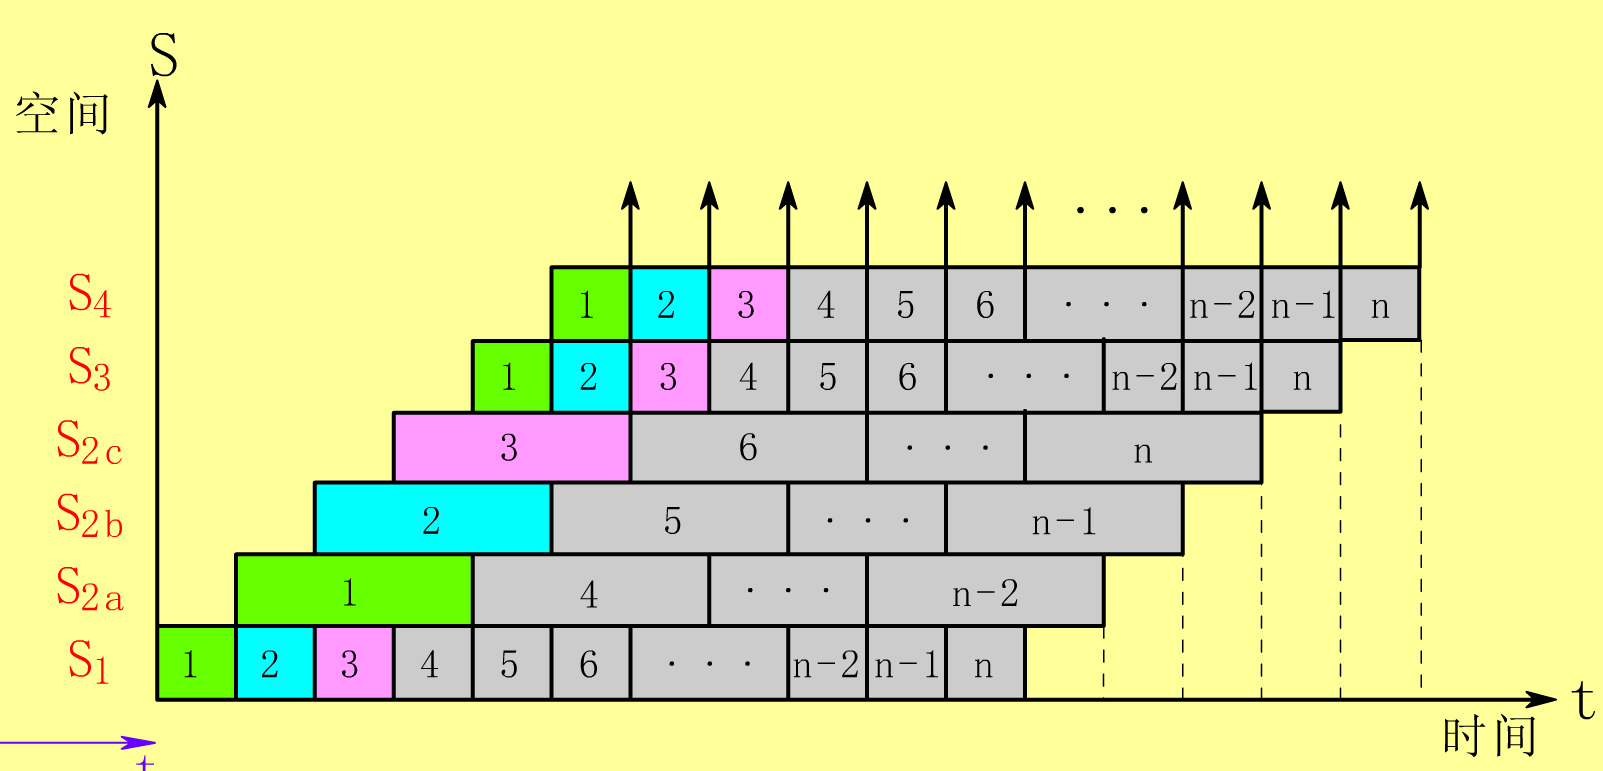 S
空间
· · ·
S4 1 2 3 4 5 6 · · · n-2 n-1 n
S3 1 2 3 4 5 6 · · · n-2 n-1 n
S2c 3 6 · · · n
S2b 2 5 · · · n-1
S2a 1 4 · · · n-2
S1 1 2 3 4 5 6 · · · n-2 n-1 n
t
时间
t